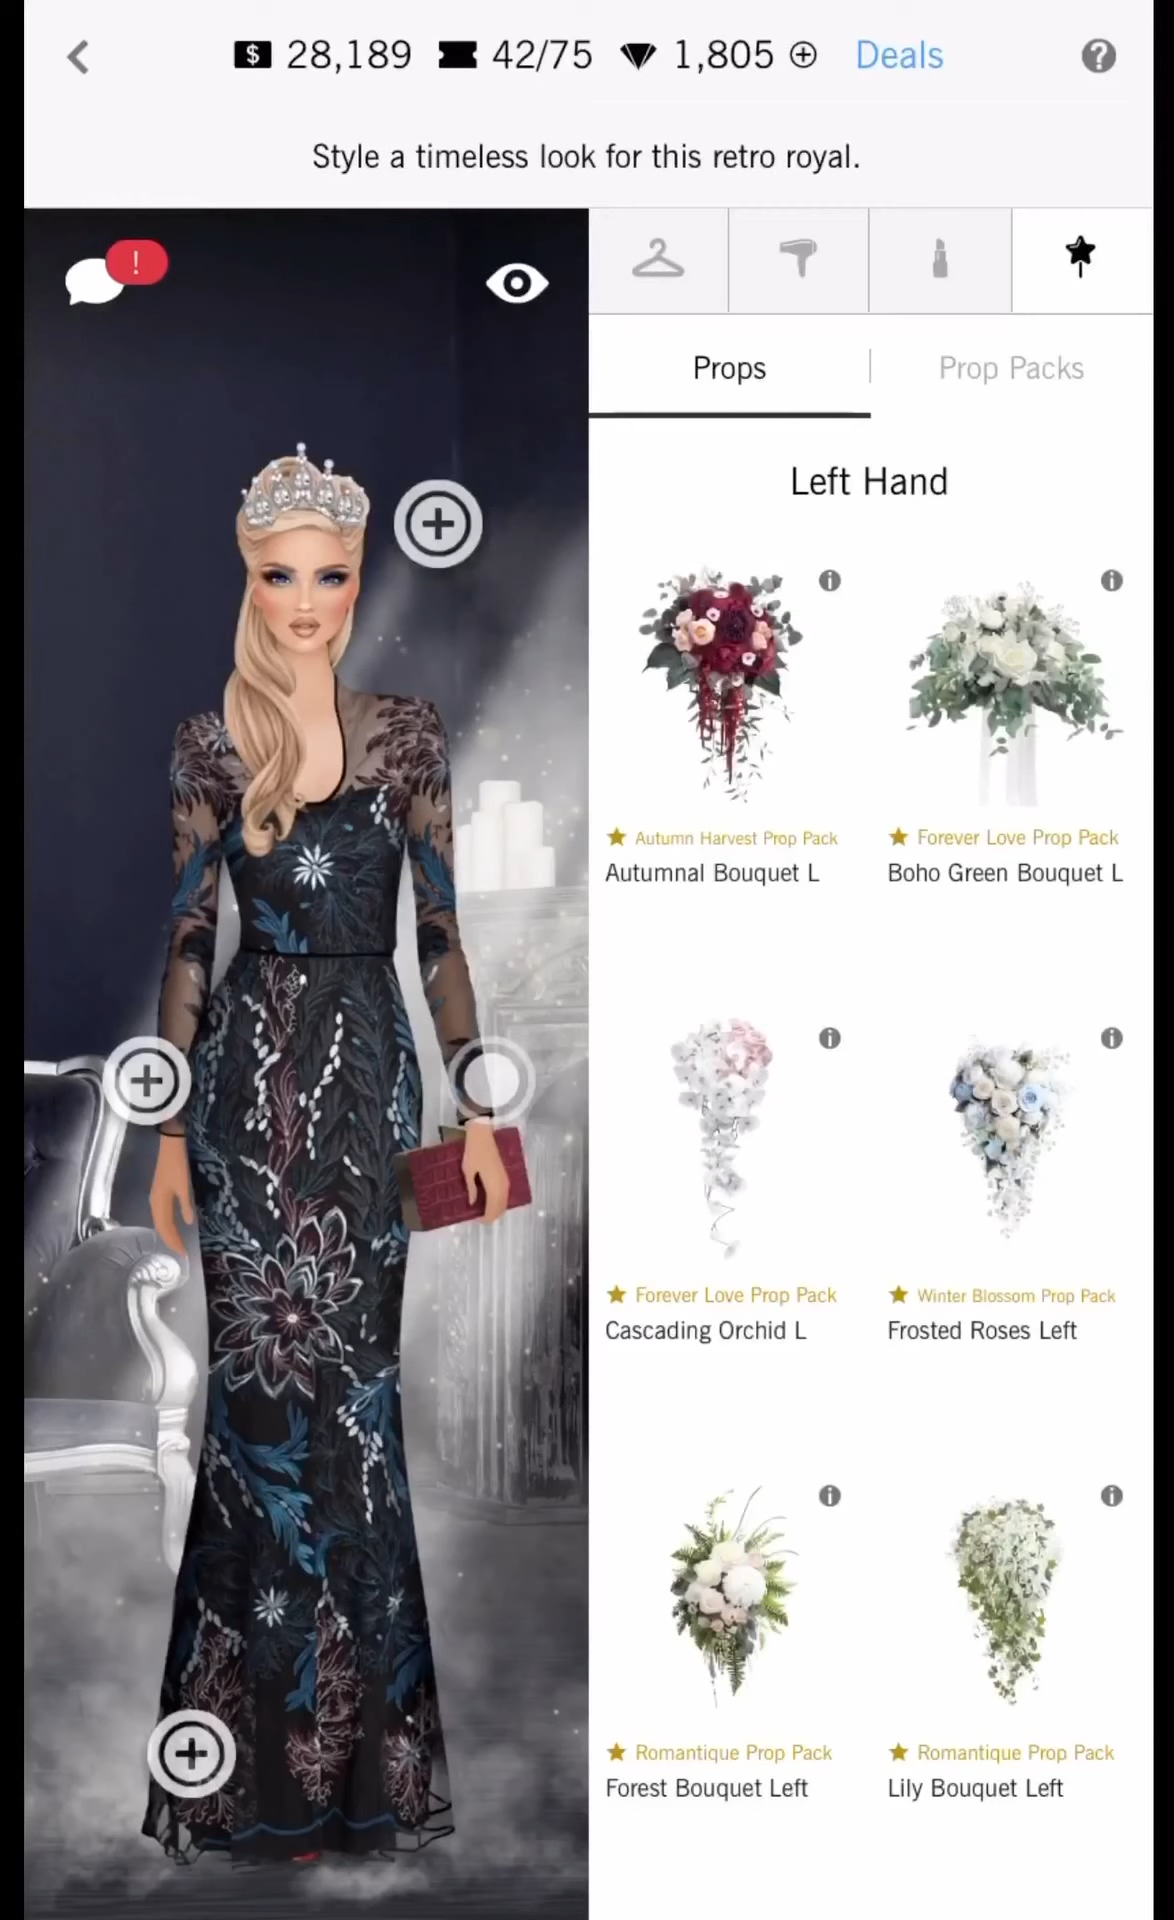 $ 28,189 42/75 1,805 Deals ?
Style a timeless look for this retro royal.
!
Props Prop Packs
Left Hand
Autumn Harvest Prop Pack
Autumnal Bouquet L
Forever Love Prop Pack
Boho Green Bouquet L
Forever Love Prop Pack
Cascading Orchid L
Winter Blossom Prop Pack
Frosted Roses Left
Romantique Prop Pack
Forest Bouquet Left
Romantique Prop Pack
Lily Bouquet Left